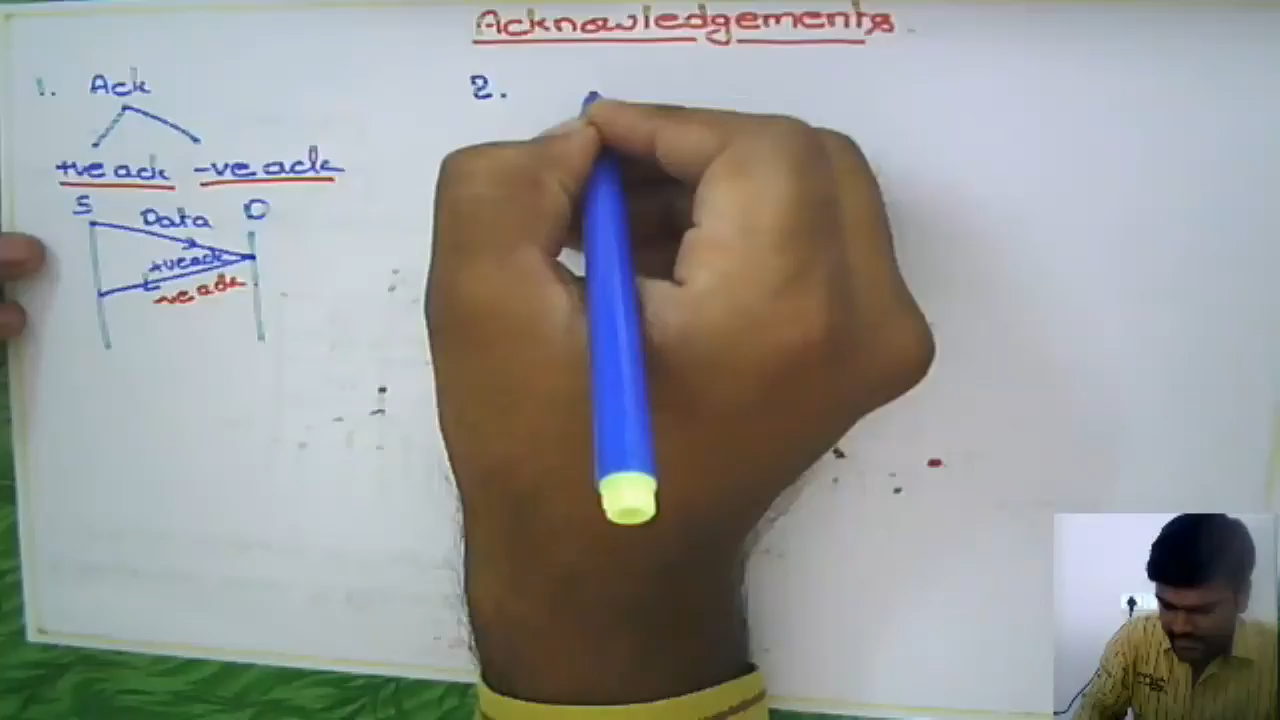 Acknowledgements.
1. Ack
+ve ack -ve ack
S Data D
+ve ack
-ve ack
2.